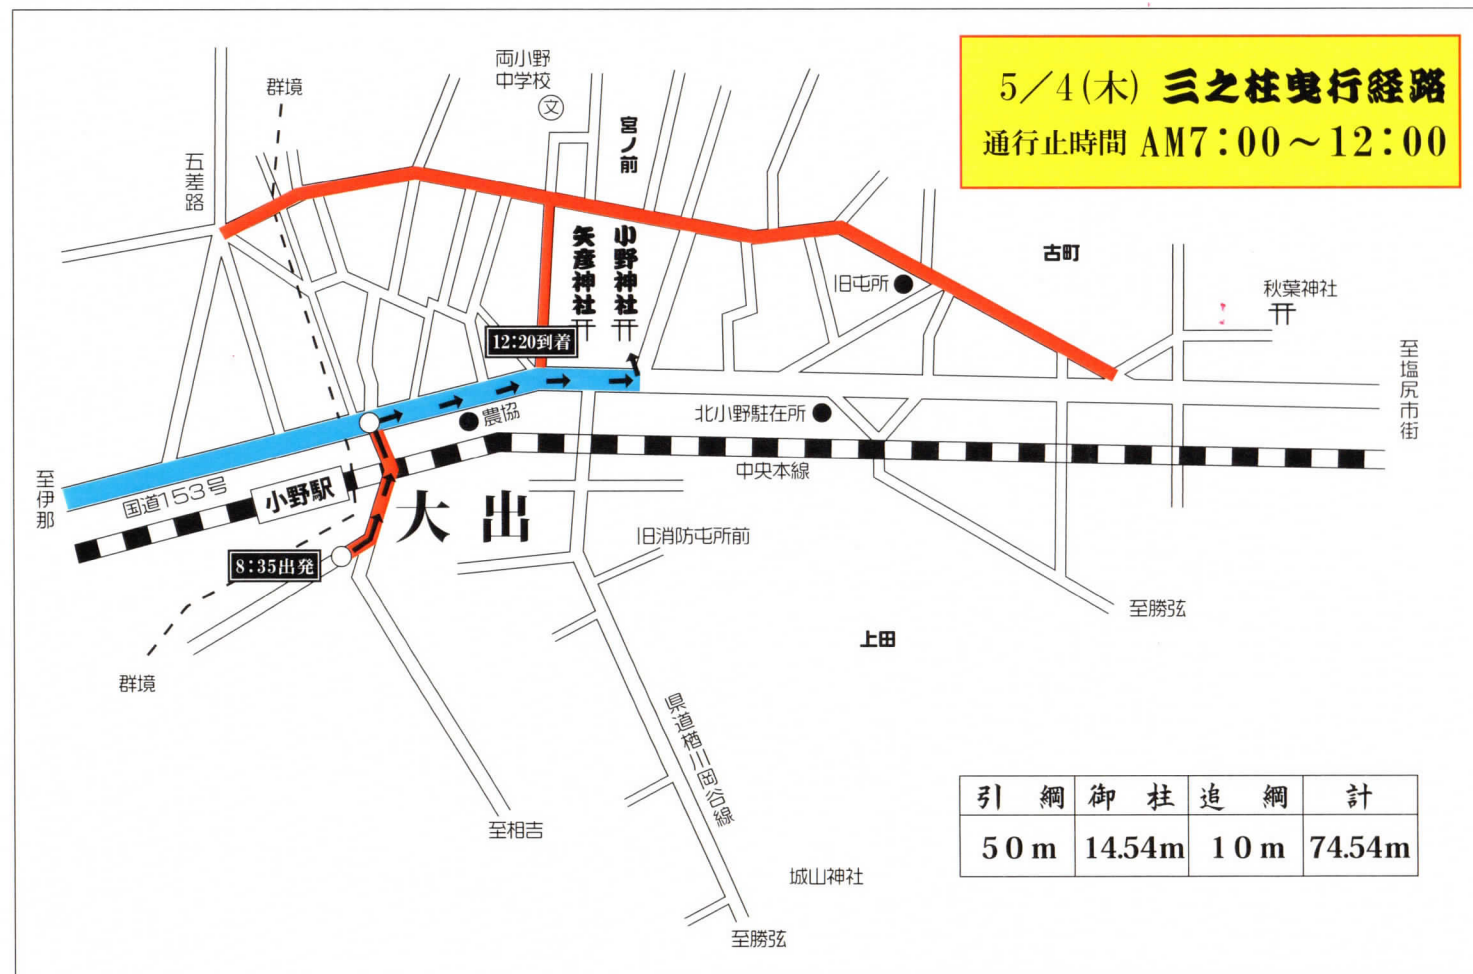 5／4(木) 三之柱曳行経路
通行止時間 AM7：00～12：00
両小野
中学校
文
群境
五差路
宮ノ前
小野神社
矢彦神社
古町
旧屯所
秋葉神社
至塩尻市街
12:20到着
農協
北小野駐在所
中央本線
至伊那
国道153号
小野駅
大出
8:35出発
旧消防屯所前
至勝弦
上田
群境
県道楢川岡谷線
至相吉
城山神社
至勝弦
引綱 御柱 追綱 計
50m 14.54m 10m 74.54m